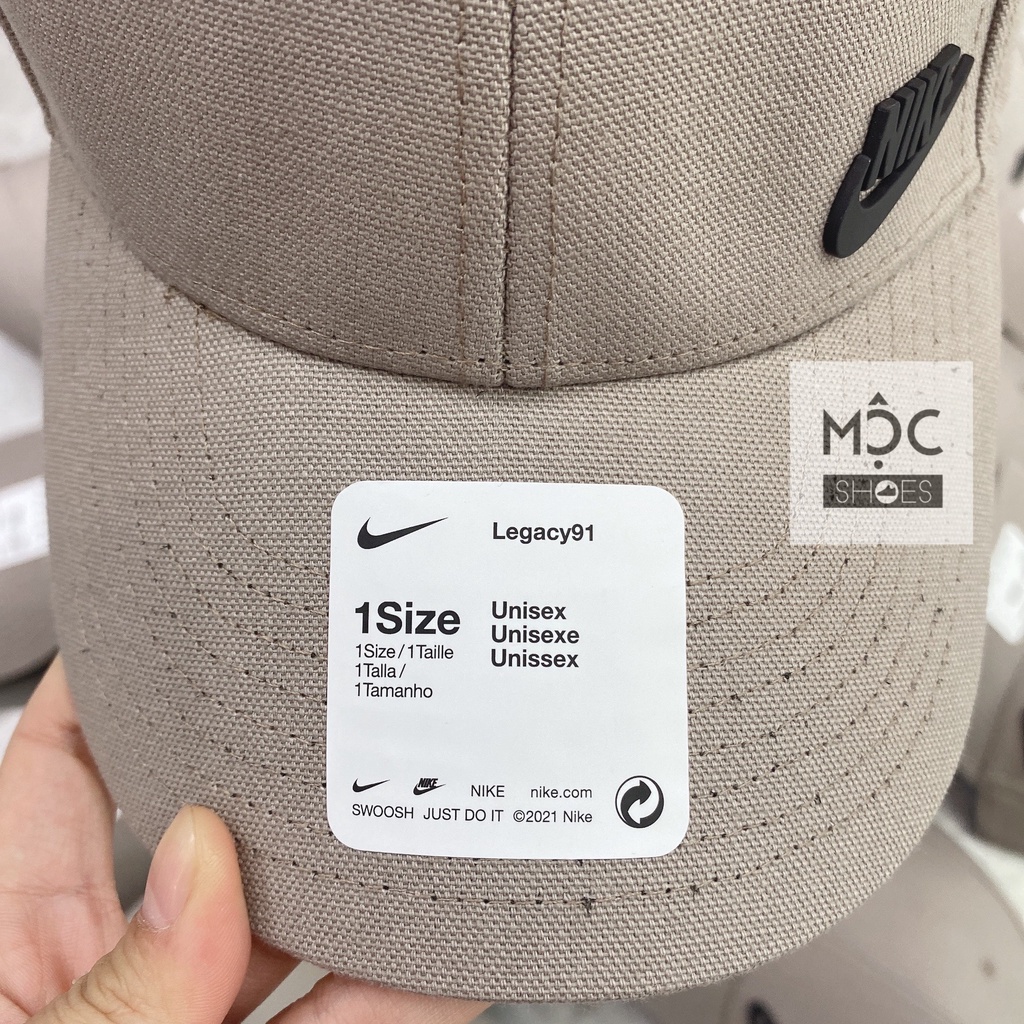 NIKE
MỘC
SHOES
Legacy91
1Size
1Size / 1Taille
1Talla /
1Tamanho
Unisex
Unisexe
Unissex
NIKE NIKE nike.com
SWOOSH JUST DO IT ©2021 Nike